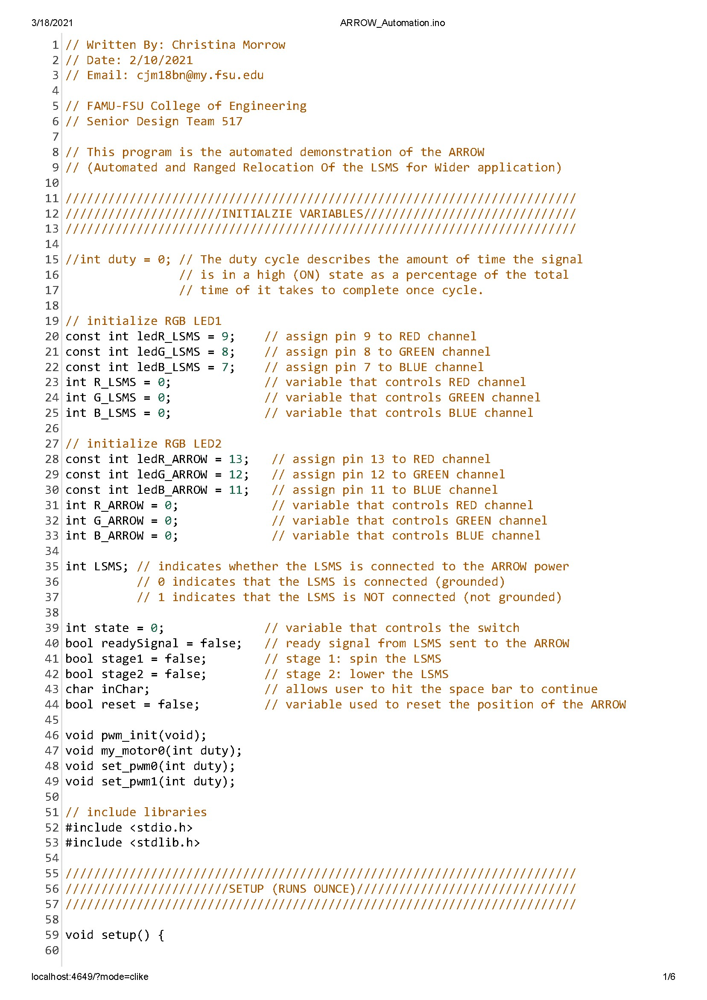 3/18/2021 ARROW_Automation.ino
1 // Written By: Christina Morrow
2 // Date: 2/10/2021
3 // Email: cjm18bn@my.fsu.edu
4
5 // FAMU-FSU College of Engineering
6 // Senior Design Team 517
7
8 // This program is the automated demonstration of the ARROW
9 // (Automated and Ranged Relocation Of the LSMS for Wider application)
10
11 ////////////////////////////////////////////////////////////////////////
12 //////////////////////INITIALZIE VARIABLES//////////////////////////////
13 ////////////////////////////////////////////////////////////////////////
14
15 //int duty = 0; // The duty cycle describes the amount of time the signal
16                 // is in a high (ON) state as a percentage of the total
17                 // time of it takes to complete once cycle.
18
19 // initialize RGB LED1
20 const int ledR_LSMS = 9;    // assign pin 9 to RED channel
21 const int ledG_LSMS = 8;    // assign pin 8 to GREEN channel
22 const int ledB_LSMS = 7;    // assign pin 7 to BLUE channel
23 int R_LSMS = 0;             // variable that controls RED channel
24 int G_LSMS = 0;             // variable that controls GREEN channel
25 int B_LSMS = 0;             // variable that controls BLUE channel
26
27 // initialize RGB LED2
28 const int ledR_ARROW = 13;   // assign pin 13 to RED channel
29 const int ledG_ARROW = 12;   // assign pin 12 to GREEN channel
30 const int ledB_ARROW = 11;   // assign pin 11 to BLUE channel
31 int R_ARROW = 0;             // variable that controls RED channel
32 int G_ARROW = 0;             // variable that controls GREEN channel
33 int B_ARROW = 0;             // variable that controls BLUE channel
34
35 int LSMS; // indicates whether the LSMS is connected to the ARROW power
36           // 0 indicates that the LSMS is connected (grounded)
37           // 1 indicates that the LSMS is NOT connected (not grounded)
38
39 int state = 0;              // variable that controls the switch
40 bool readySignal = false;   // ready signal from LSMS sent to the ARROW
41 bool stage1 = false;        // stage 1: spin the LSMS
42 bool stage2 = false;        // stage 2: lower the LSMS
43 char inChar;                // allows user to hit the space bar to continue
44 bool reset = false;         // variable used to reset the position of the ARROW
45
46 void pwm_init(void);
47 void my_motor0(int duty);
48 void set_pwm0(int duty);
49 void set_pwm1(int duty);
50
51 // include libraries
52 #include <stdio.h>
53 #include <stdlib.h>
54
55 ////////////////////////////////////////////////////////////////////////
56 ///////////////////////SETUP (RUNS OUNCE)///////////////////////////////
57 ////////////////////////////////////////////////////////////////////////
58
59 void setup() {
60
localhost:4649/?mode=clike 1/6